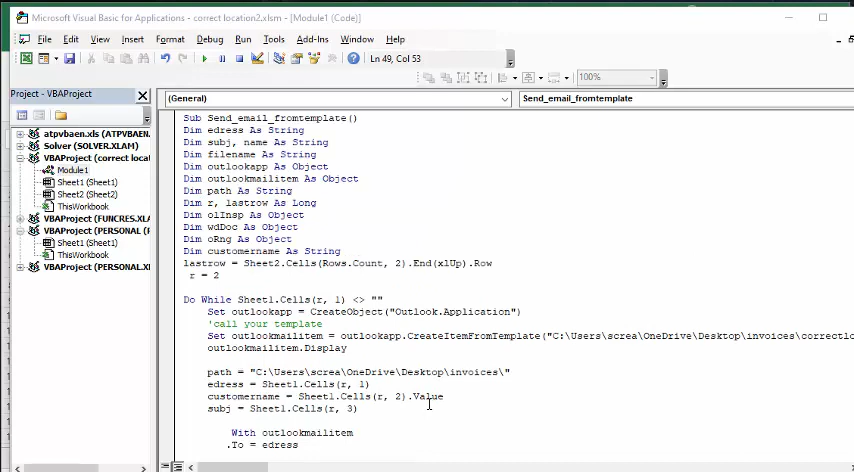 Microsoft Visual Basic for Applications - correct location2.xlsm - [Module1 (Code)]
File Edit View Insert Format Debug Run Tools Add-Ins Window Help
Ln 49, Col 53
100%
Project - VBAProject
(General)
Send_email_fromtemplate
atpvbaen.xls (ATPVBAEN.
Solver (SOLVER.XLAM)
VBAProject (correct locat
Module1
Sheet1 (Sheet1)
Sheet2 (Sheet2)
ThisWorkbook
VBAProject (FUNCRES.XLA
VBAProject (PERSONAL (F
Sheet1 (Sheet1)
ThisWorkbook
VBAProject (PERSONAL.X
Sub Send_email_fromtemplate()
Dim edress As String
Dim subj, name As String
Dim filename As String
Dim outlookapp As Object
Dim outlookmailitem As Object
Dim path As String
Dim r, lastrow As Long
Dim olInsp As Object
Dim wdDoc As Object
Dim oRng As Object
Dim customername As String
lastrow = Sheet2.Cells(Rows.Count, 2).End(xlUp).Row
r = 2
Do While Sheet1.Cells(r, 1) <> ""
Set outlookapp = CreateObject("Outlook.Application")
'call your template
Set outlookmailitem = outlookapp.CreateItemFromTemplate("C:\Users\screa\OneDrive\Desktop\invoices\correctlo
outlookmailitem.Display
path = "C:\Users\screa\OneDrive\Desktop\invoices\"
edress = Sheet1.Cells(r, 1)
customername = Sheet1.Cells(r, 2).Value
subj = Sheet1.Cells(r, 3)
With outlookmailitem
.To = edress